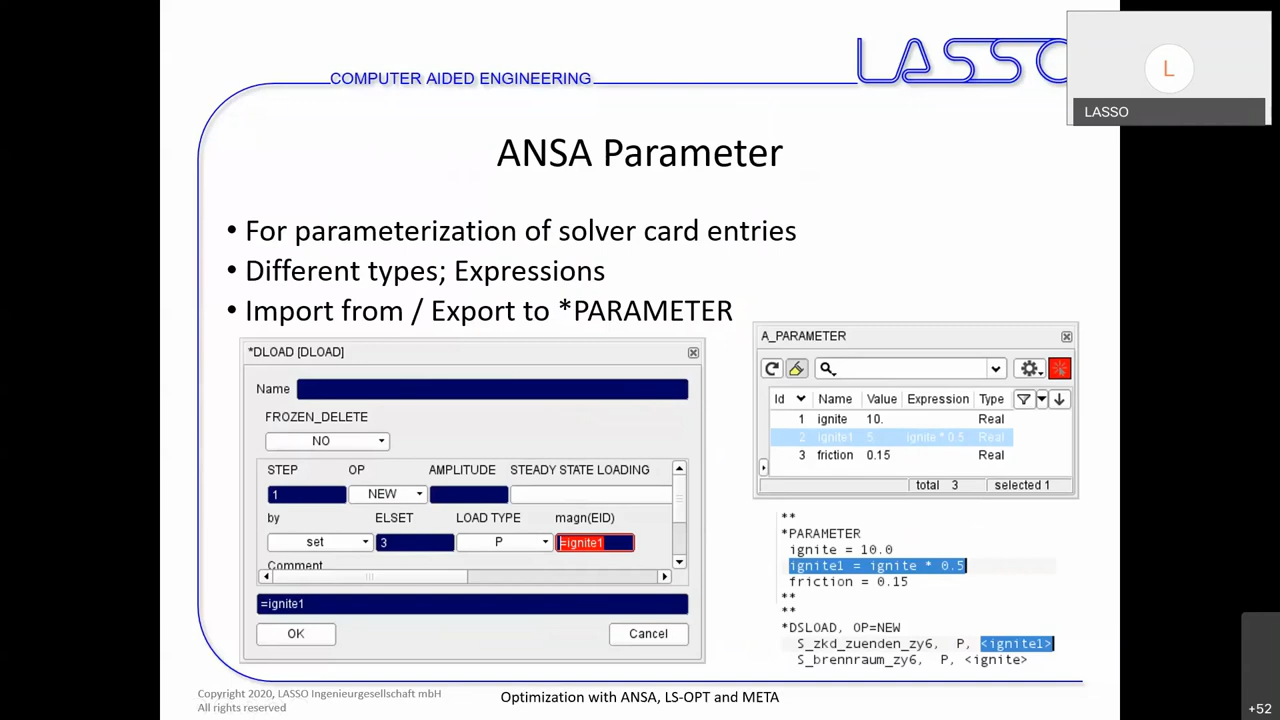 COMPUTER AIDED ENGINEERING
LASSO
L
LASSO
ANSA Parameter
• For parameterization of solver card entries
• Different types; Expressions
• Import from / Export to *PARAMETER
*DLOAD [DLOAD]
Name
FROZEN_DELETE
NO
STEP OP AMPLITUDE STEADY STATE LOADING
1 NEW
by ELSET LOAD TYPE magn(EID)
set 3 P =ignite1
Comment
=ignite1
OK Cancel
A_PARAMETER
Id Name Value Expression Type
1 ignite 10. Real
2 ignite1 5. ignite * 0.5 Real
3 friction 0.15 Real
total 3 selected 1
**
*PARAMETER
ignite = 10.0
ignite1 = ignite * 0.5
friction = 0.15
**
**
*DSLOAD, OP=NEW
S_zkd_zuenden_zy6, P, <ignite1>
S_brennraum_zy6, P, <ignite>
Copyright 2020, LASSO Ingenieurgesellschaft mbH
All rights reserved
Optimization with ANSA, LS-OPT and META
+52